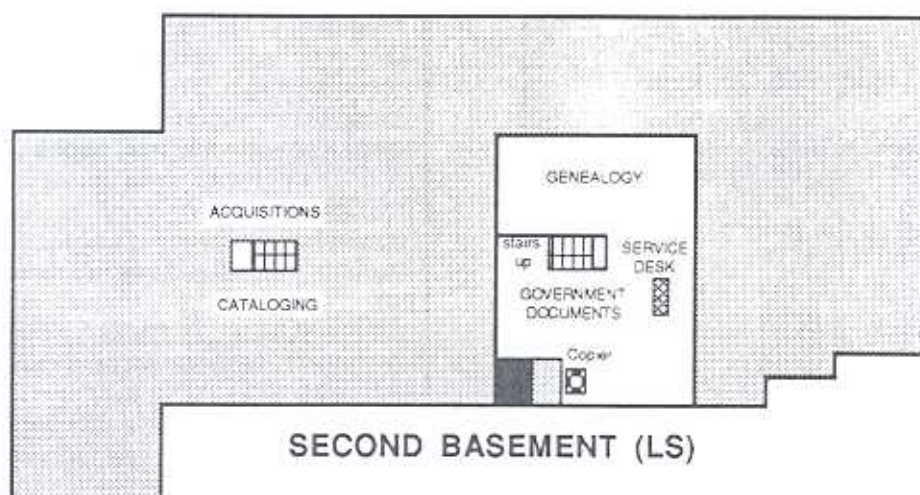 GENEALOGY
ACQUISITIONS
stairs
up
SERVICE
DESK
CATALOGING
GOVERNMENT
DOCUMENTS
Copier
SECOND BASEMENT (LS)